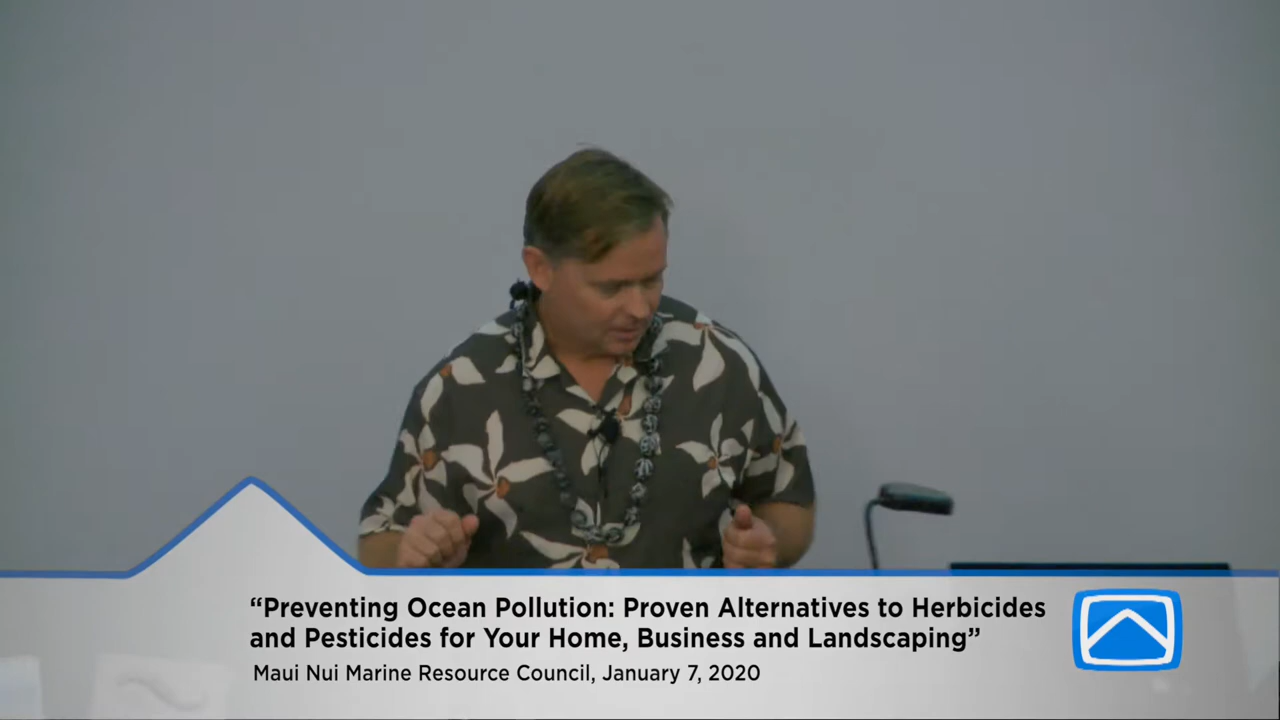 “Preventing Ocean Pollution: Proven Alternatives to Herbicides
and Pesticides for Your Home, Business and Landscaping”
Maui Nui Marine Resource Council, January 7, 2020